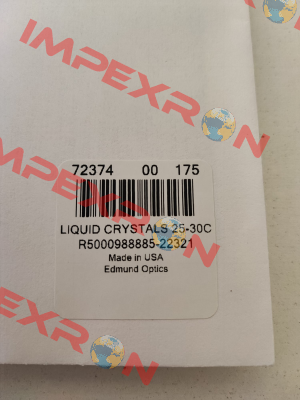 IMPEXRON
72374 00 175
LIQUID CRYSTALS 25-30C
R5000988885-22321
Made in USA
Edmund Optics
IMPEXRON
IMPEXRON